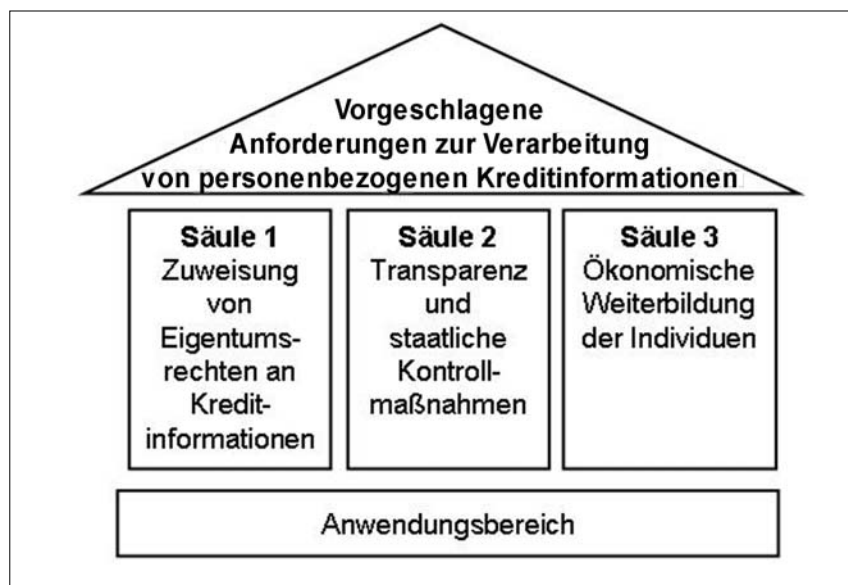 Vorgeschlagene
Anforderungen zur Verarbeitung
von personenbezogenen Kreditinformationen
Säule 1
Zuweisung
von
Eigentums-
rechten an
Kredit-
informationen
Säule 2
Transparenz
und
staatliche
Kontroll-
maßnahmen
Säule 3
Ökonomische
Weiterbildung
der Individuen
Anwendungsbereich